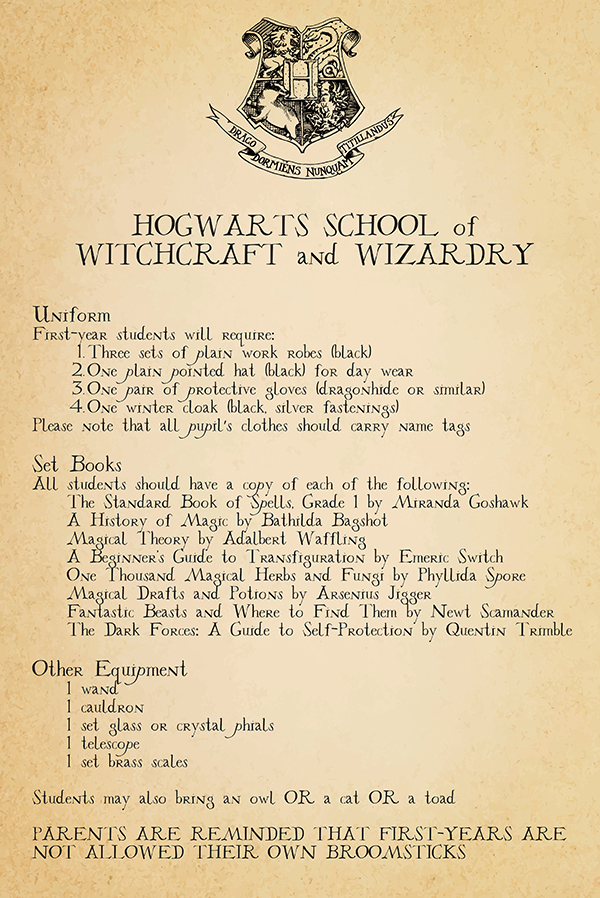 H
DRACO DORMIENS NUNQUAM TITILLANDUS
HOGWARTS SCHOOL of
WITCHCRAFT and WIZARDRY
Uniform
First-year students will require:
1. Three sets of plain work robes (black)
2. One plain pointed hat (black) for day wear
3. One pair of protective gloves (dragonhide or similar)
4. One winter cloak (black, silver fastenings)
Please note that all pupil's clothes should carry name tags
Set Books
All students should have a copy of each of the following:
The Standard Book of Spells, Grade 1 by Miranda Goshawk
A History of Magic by Bathilda Bagshot
Magical Theory by Adalbert Waffling
A Beginner's Guide to Transfiguration by Emeric Switch
One Thousand Magical Herbs and Fungi by Phyllida Spore
Magical Drafts and Potions by Arsenius Jigger
Fantastic Beasts and Where to Find Them by Newt Scamander
The Dark Forces: A Guide to Self-Protection by Quentin Trimble
Other Equipment
1 wand
1 cauldron
1 set glass or crystal phials
1 telescope
1 set brass scales
Students may also bring an owl OR a cat OR a toad
PARENTS ARE REMINDED THAT FIRST-YEARS ARE
NOT ALLOWED THEIR OWN BROOMSTICKS